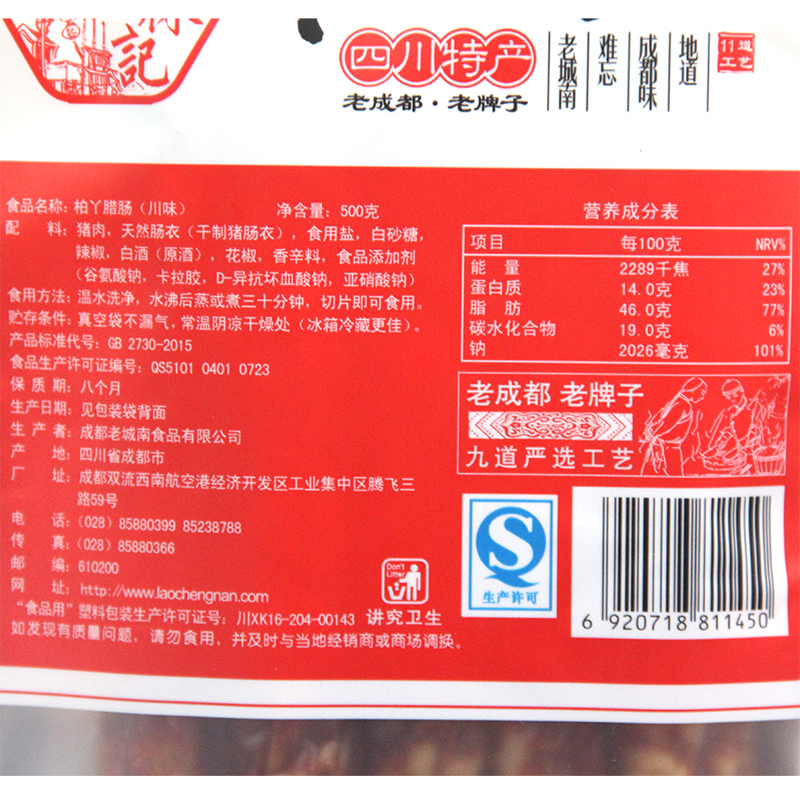 記
四川特产
老成都·老牌子
老城南
难忘
成都味
地道
11道
工艺
食品名称：柏丫腊肠（川味） 净含量：500克
配 料：猪肉，天然肠衣（干制猪肠衣），食用盐，白砂糖，
辣椒，白酒（原酒），花椒，香辛料，食品添加剂
（谷氨酸钠，卡拉胶，D-异抗坏血酸钠，亚硝酸钠）
食用方法：温水洗净，水沸后蒸或煮三十分钟，切片即可食用。
贮存条件：真空袋不漏气，常温阴凉干燥处（冰箱冷藏更佳）。
产品标准代号：GB 2730-2015
食品生产许可证编号：QS5101 0401 0723
保 质 期：八个月
生产日期：见包装袋背面
生 产 者：成都老城南食品有限公司
产 地：四川省成都市
厂 址：成都双流西南航空港经济开发区工业集中区腾飞三
路59号
电 话：（028）85880399 85238788
传 真：（028）85880366
邮 编：610200
网 址：http://www.laochengnan.com
“食品用”塑料包装生产许可证号：川XK16-204-00143
如发现有质量问题，请勿食用，并及时与当地经销商或商场调换。
Don't
Litter
讲究卫生
营养成分表
项目 每100克 NRV%
能 量 2289千焦 27%
蛋白质 14.0克 23%
脂 肪 46.0克 77%
碳水化合物 19.0克 6%
钠 2026毫克 101%
老成都 老牌子
九道严选工艺
S
生产许可
6 920718 811450